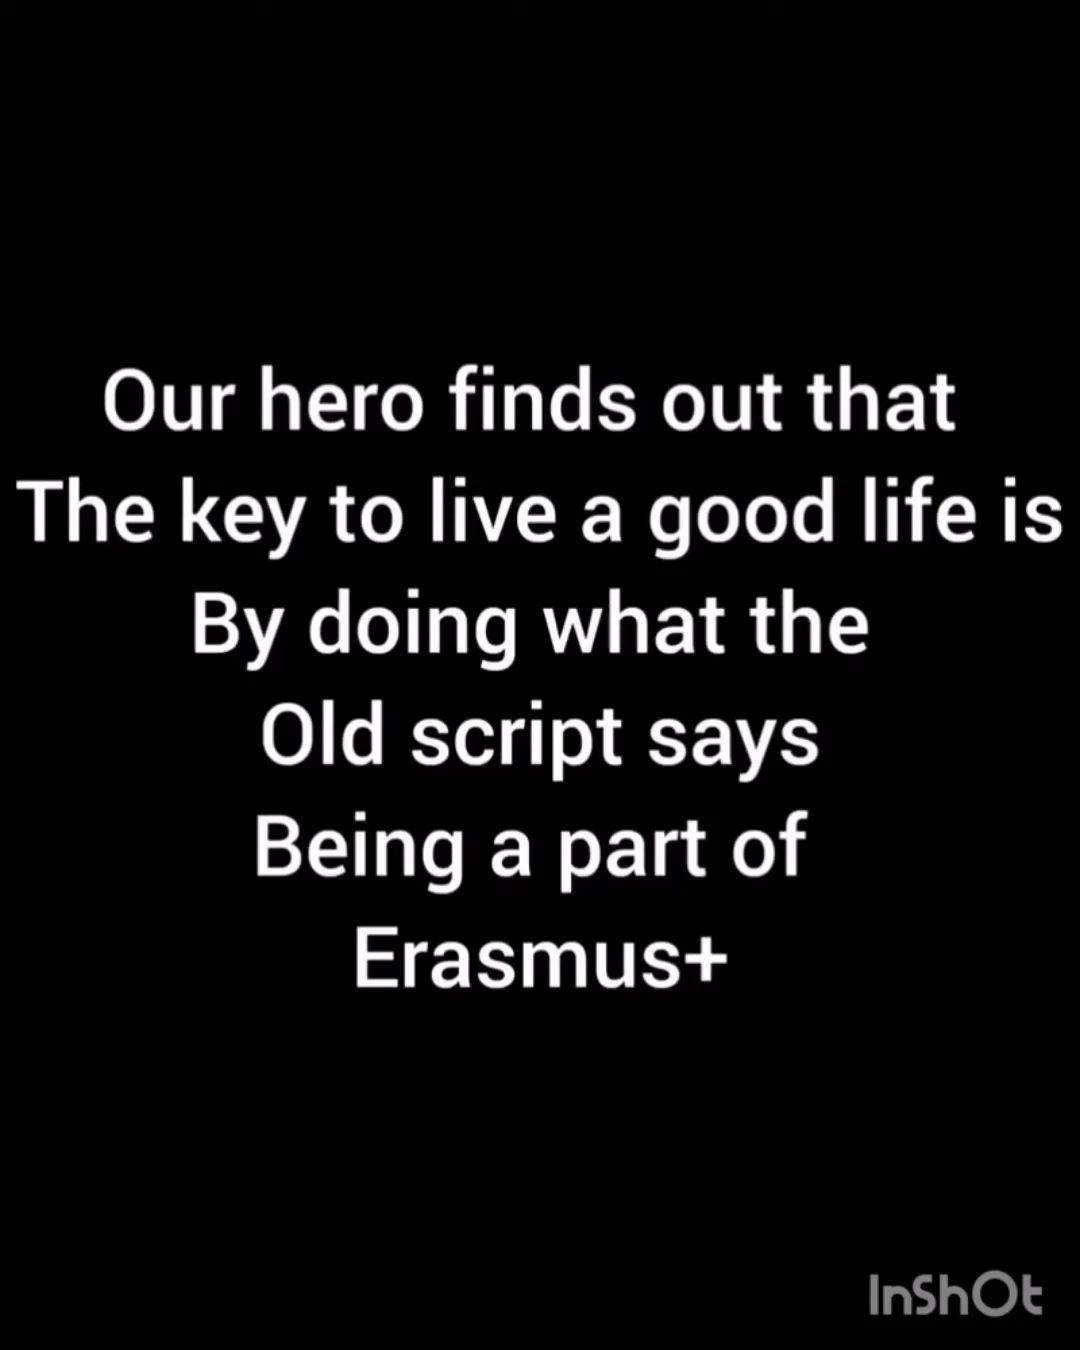 Our hero finds out that
The key to live a good life is
By doing what the
Old script says
Being a part of
Erasmus+
InShOt